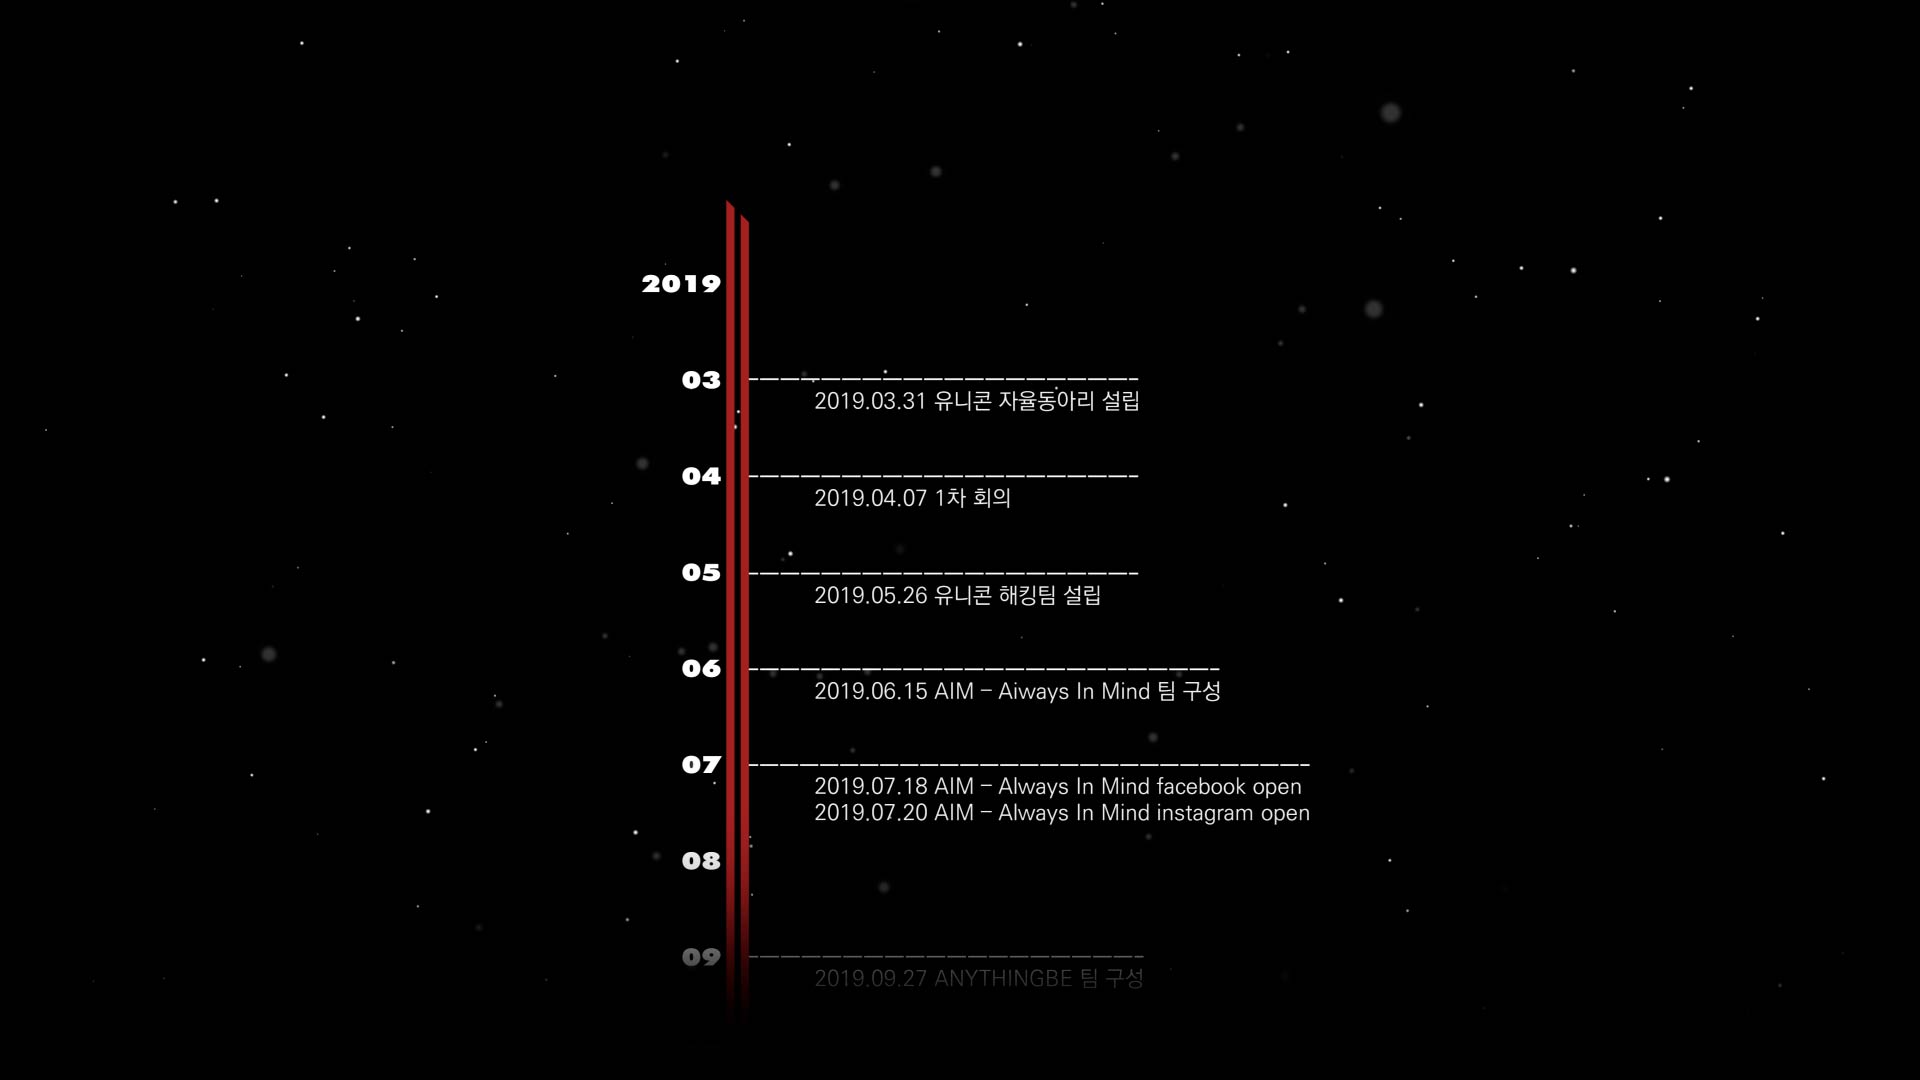 2019
03
2019.03.31 유니콘 자율동아리 설립
04
2019.04.07 1차 회의
05
2019.05.26 유니콘 해킹팀 설립
06
2019.06.15 AIM – Aiways In Mind 팀 구성
07
2019.07.18 AIM – Always In Mind facebook open
2019.07.20 AIM – Always In Mind instagram open
08
09
2019.09.27 ANYTHINGBE 팀 구성